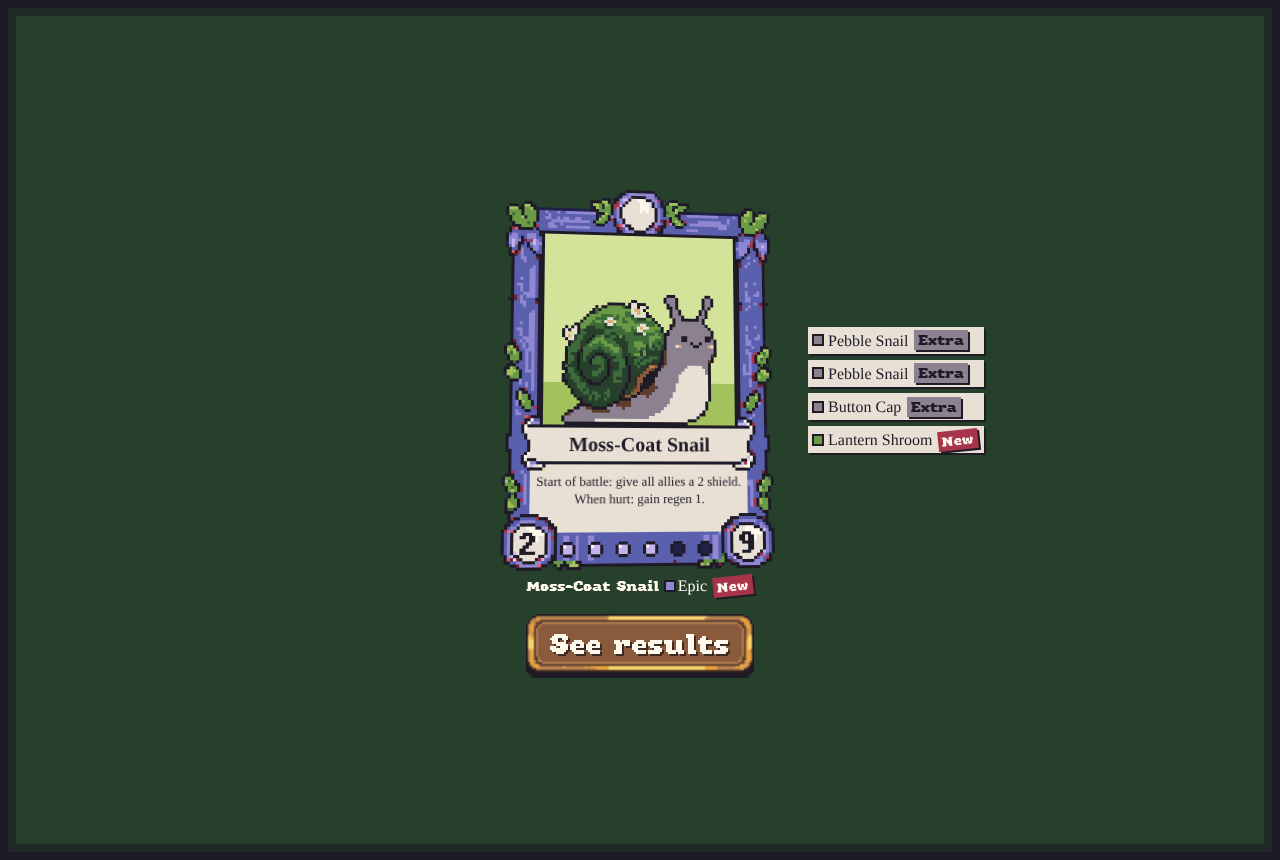 Moss-Coat Snail
Start of battle: give all allies a 2 shield.
When hurt: gain regen 1.
2 9
Moss-Coat Snail Epic New
See results
Pebble Snail Extra
Pebble Snail Extra
Button Cap Extra
Lantern Shroom New